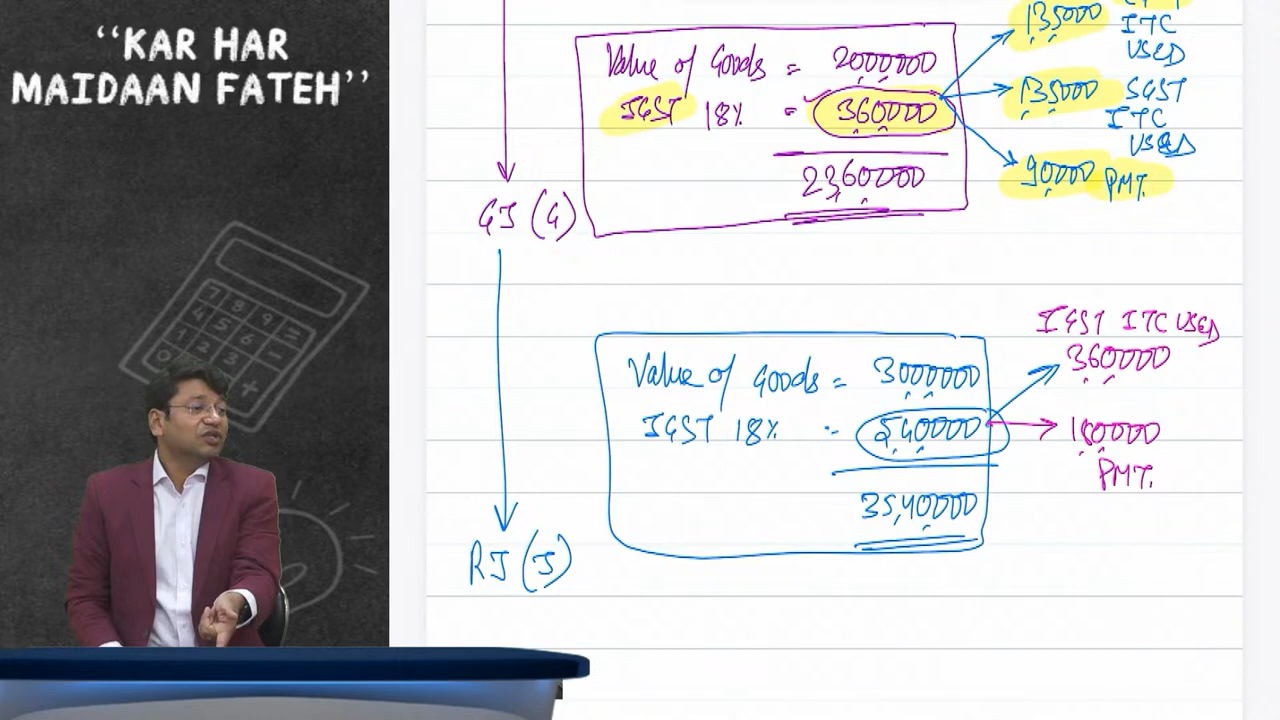 “KAR HAR
MAIDAAN FATEH”
135000
ITC
USED
Value of Goods = 2000000
IGST 18% = 360000
135000 SGST
ITC
USED
2360000
90000 PMT.
GJ (G)
IGST ITC USED
360000
Value of Goods = 3000000
IGST 18% = 540000
180000
PMT.
35,40000
RJ (J)